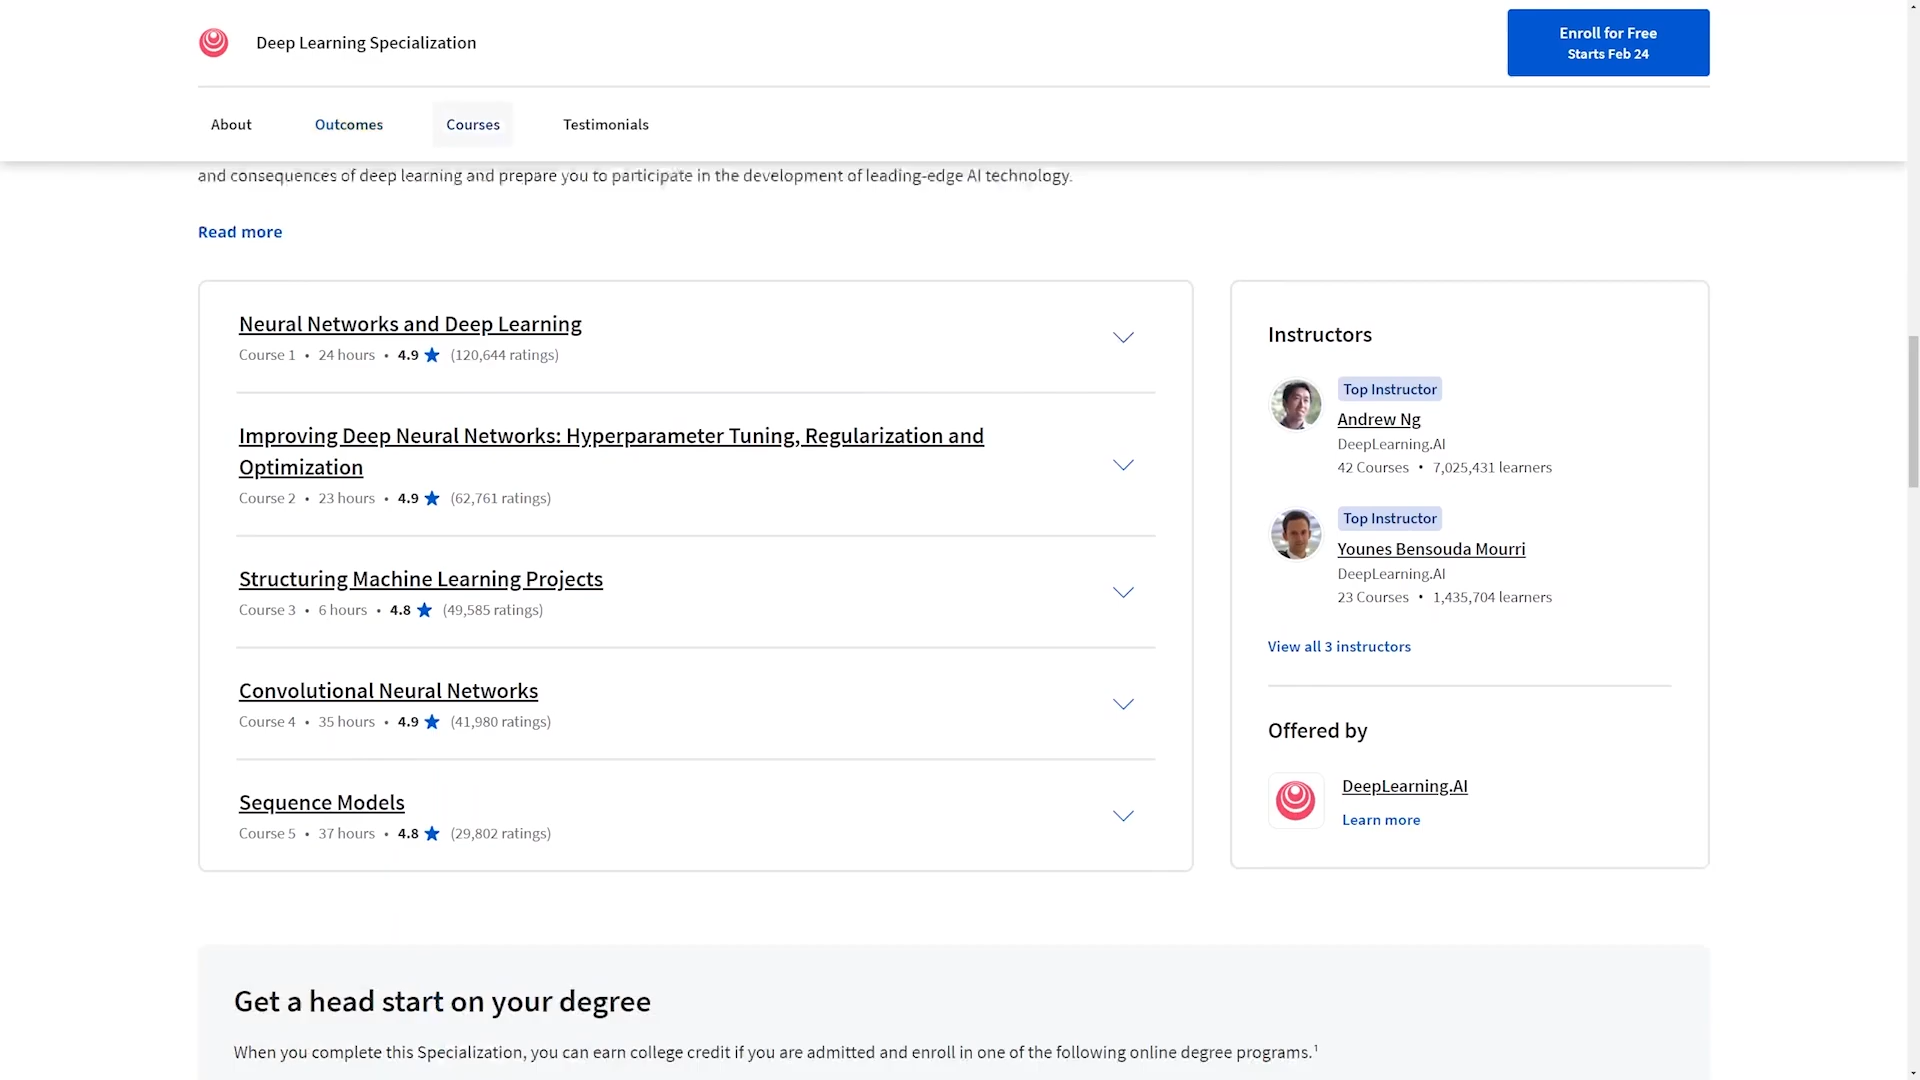 Deep Learning Specialization
Enroll for Free
Starts Feb 24
About
Outcomes
Courses
Testimonials
and consequences of deep learning and prepare you to participate in the development of leading-edge AI technology.
Read more
Neural Networks and Deep Learning
Course 1 • 24 hours • 4.9 ★ (120,644 ratings)
Improving Deep Neural Networks: Hyperparameter Tuning, Regularization and
Optimization
Course 2 • 23 hours • 4.9 ★ (62,761 ratings)
Structuring Machine Learning Projects
Course 3 • 6 hours • 4.8 ★ (49,585 ratings)
Convolutional Neural Networks
Course 4 • 35 hours • 4.9 ★ (41,980 ratings)
Sequence Models
Course 5 • 37 hours • 4.8 ★ (29,802 ratings)
Instructors
Top Instructor
Andrew Ng
DeepLearning.AI
42 Courses • 7,025,431 learners
Top Instructor
Younes Bensouda Mourri
DeepLearning.AI
23 Courses • 1,435,704 learners
View all 3 instructors
Offered by
DeepLearning.AI
Learn more
Get a head start on your degree
When you complete this Specialization, you can earn college credit if you are admitted and enroll in one of the following online degree programs.¹